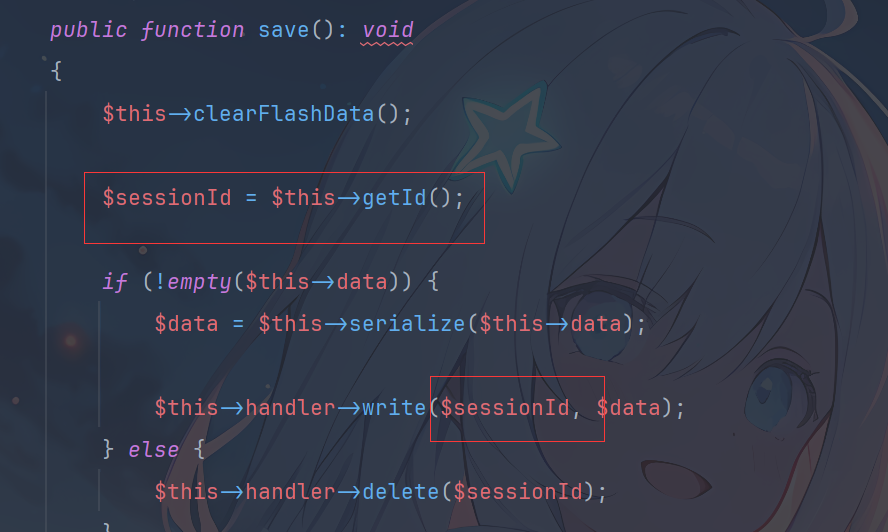 public function save(): void
{
$this->clearFlashData();
$sessionId = $this->getId();
if (!empty($this->data)) {
$data = $this->serialize($this->data);
$this->handler->write($sessionId, $data);
} else {
$this->handler->delete($sessionId);
}